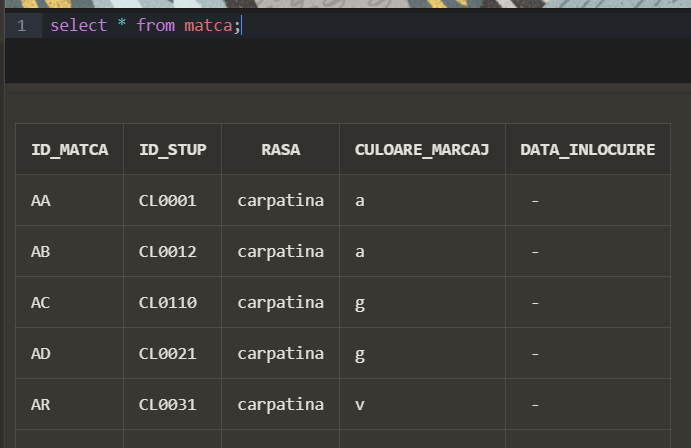 1 select * from matca;
ID_MATCA ID_STUP RASA CULOARE_MARCAJ DATA_INLOCUIRE
AA CL0001 carpatina a -
AB CL0012 carpatina a -
AC CL0110 carpatina g -
AD CL0021 carpatina g -
AR CL0031 carpatina v -